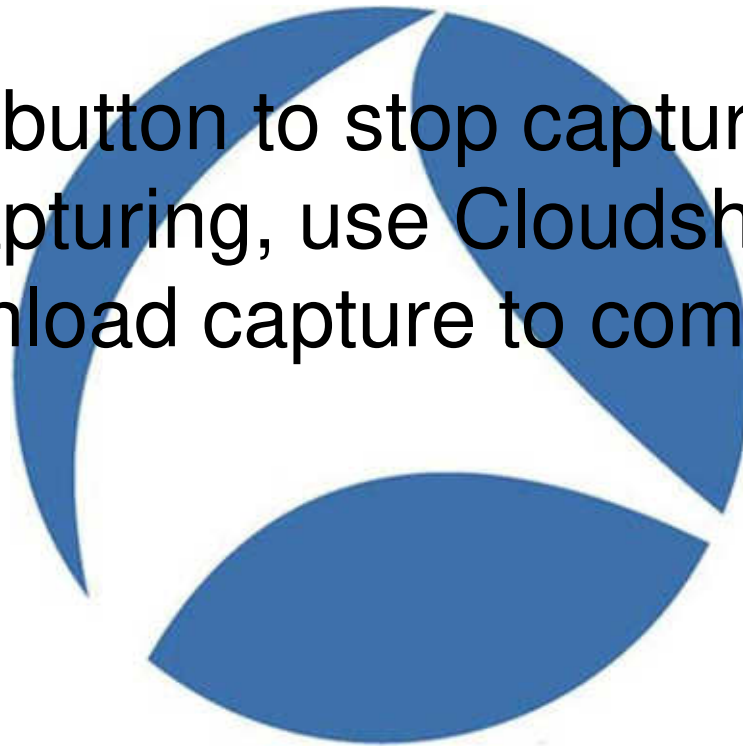 button to stop captur
pturing, use Cloudsh
nload capture to com